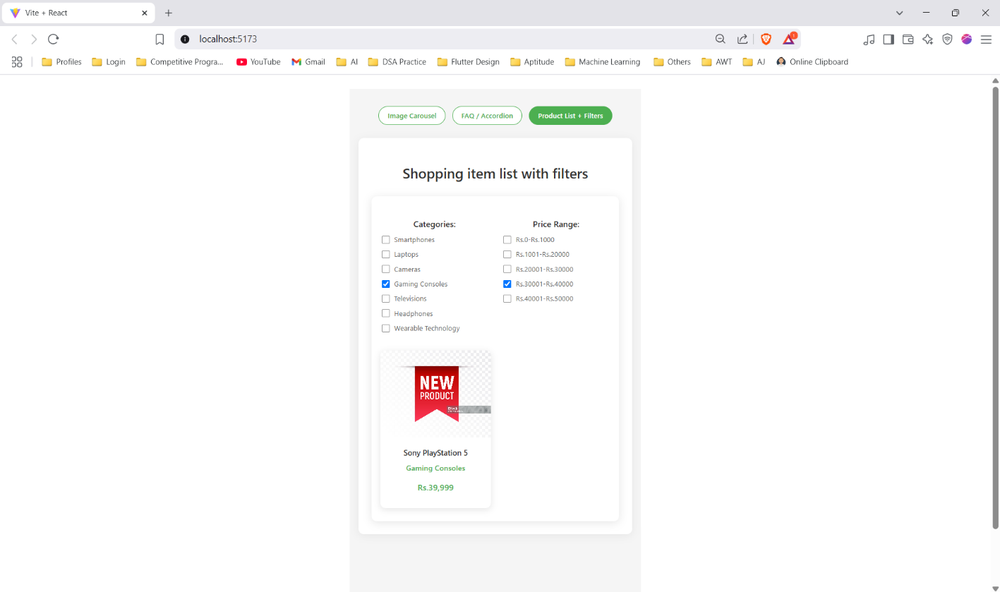 Vite + React
localhost:5173
1
Profiles
Login
Competitive Progra...
YouTube
Gmail
AI
DSA Practice
Flutter Design
Aptitude
Machine Learning
Others
AWT
AJ
Online Clipboard
Image Carousel
FAQ / Accordion
Product List + Filters
Shopping item list with filters
Categories:
Smartphones
Laptops
Cameras
Gaming Consoles
Televisions
Headphones
Wearable Technology
Price Range:
Rs.0-Rs.1000
Rs.1001-Rs.20000
Rs.20001-Rs.30000
Rs.30001-Rs.40000
Rs.40001-Rs.50000
NEW
PRODUCT
Sony PlayStation 5
Gaming Consoles
Rs.39,999